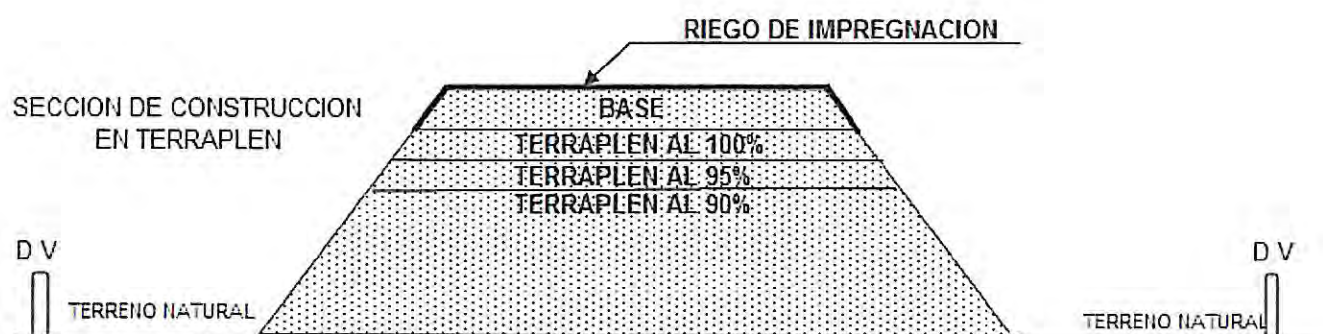 RIEGO DE IMPREGNACION
SECCION DE CONSTRUCCION
EN TERRAPLEN
BASE
TERRAPLEN AL 100%
TERRAPLEN AL 95%
TERRAPLEN AL 90%
D V
D V
TERRENO NATURAL
TERRENO NATURAL